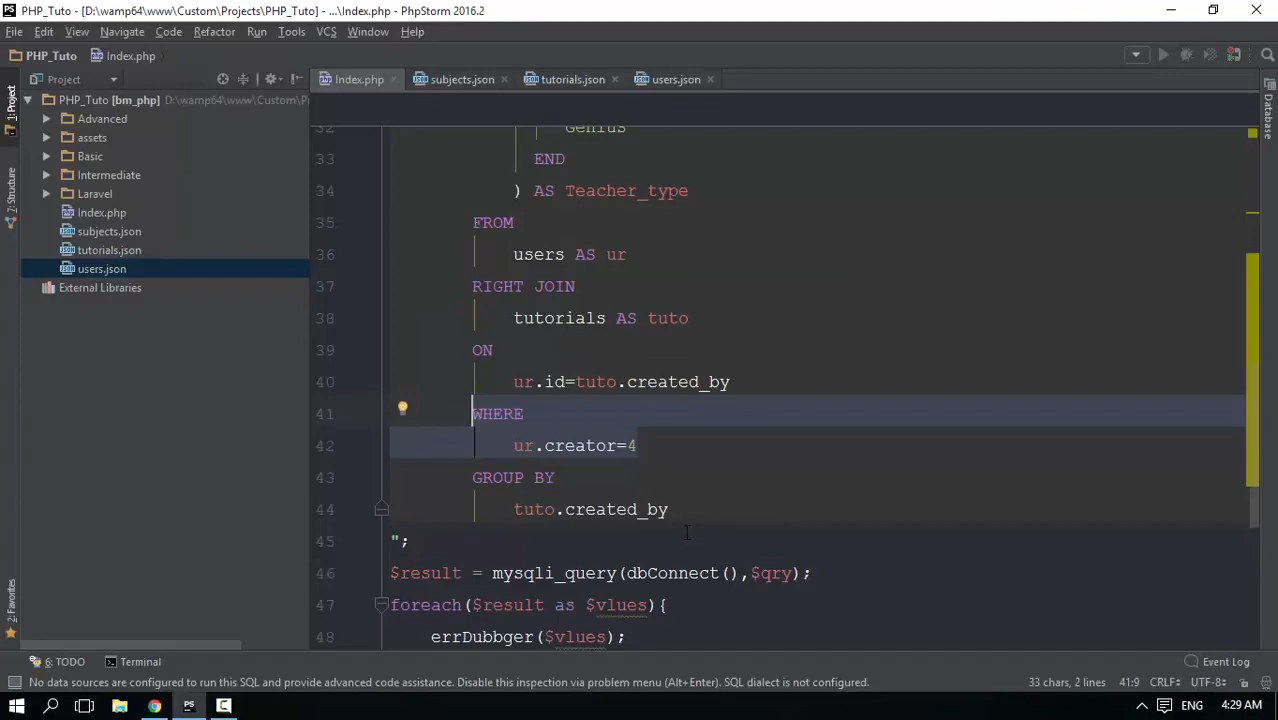 PHP_Tuto [D:\wamp64\www\Custom\Projects\PHP_Tuto] - ...\Index.php - PhpStorm 2016.2
File Edit View Navigate Code Refactor Run Tools VCS Window Help
PHP_Tuto Index.php
Project
Index.php
subjects.json
tutorials.json
users.json
1: Project
7: Structure
2: Favorites
Database
PHP_Tuto [bm_php] D:\wamp64\www\Custom\P
Advanced
assets
Basic
Intermediate
Laravel
Index.php
subjects.json
tutorials.json
users.json
External Libraries
32 Genius
33 END
34 ) AS Teacher_type
35 FROM
36 users AS ur
37 RIGHT JOIN
38 tutorials AS tuto
39 ON
40 ur.id=tuto.created_by
41 WHERE
42 ur.creator=4
43 GROUP BY
44 tuto.created_by
45 ";
46 $result = mysqli_query(dbConnect(),$qry);
47 foreach($result as $vlues){
48 errDubbger($vlues);
6: TODO Terminal Event Log
No data sources are configured to run this SQL and provide advanced code assistance. Disable this inspection via problem menu (Alt+Enter). SQL dialect is not configured. 33 chars, 2 lines 41:9 CRLF÷ UTF-8÷
ENG 4:29 AM